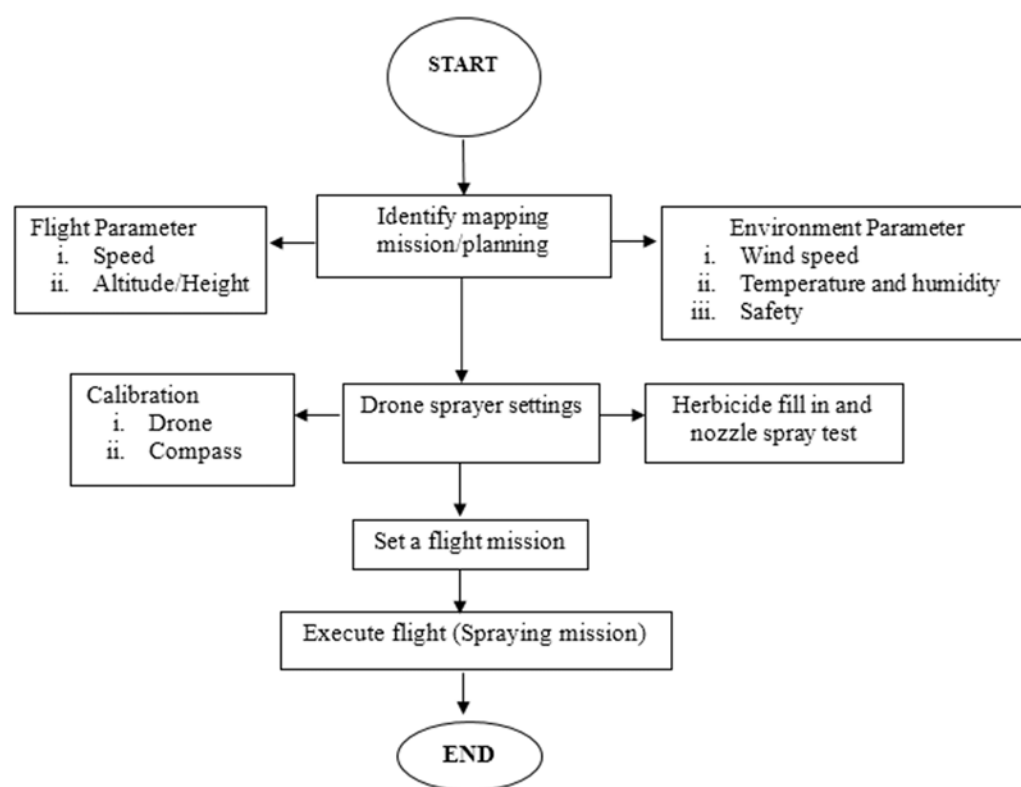 START
Identify mapping
mission/planning
Flight Parameter
i. Speed
ii. Altitude/Height
Environment Parameter
i. Wind speed
ii. Temperature and humidity
iii. Safety
Drone sprayer settings
Calibration
i. Drone
ii. Compass
Herbicide fill in and
nozzle spray test
Set a flight mission
Execute flight (Spraying mission)
END